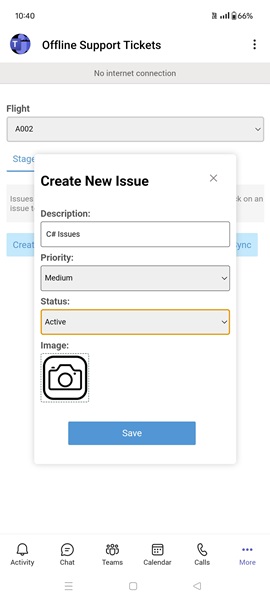 10:40
66%
Offline Support Tickets
No internet connection
Flight
A002
Stage
Issues
ck on an
issue to
Creat
ync
Create New Issue
Description:
C# Issues
Priority:
Medium
Status:
Active
Image:
Save
Activity
Chat
Teams
Calendar
Calls
More